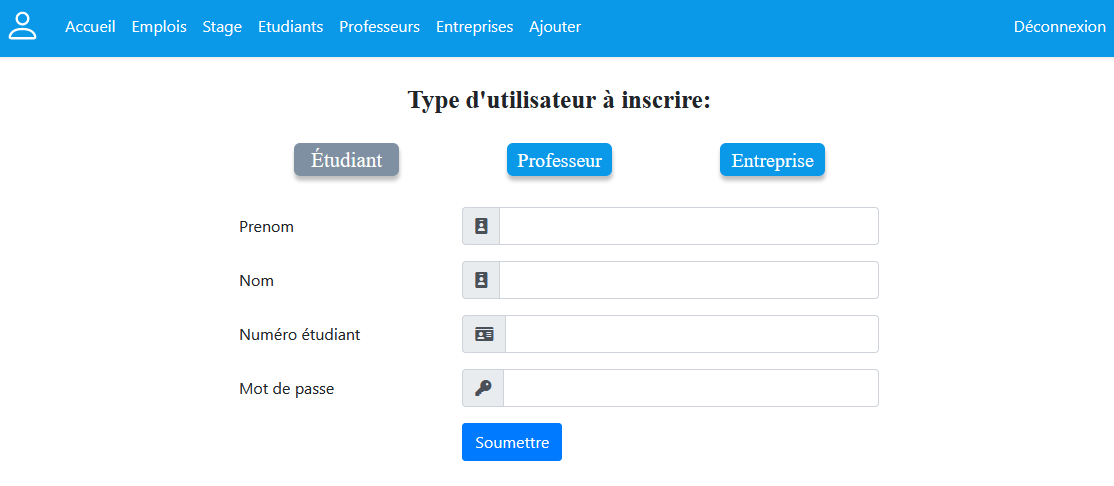 Accueil Emplois Stage Etudiants Professeurs Entreprises Ajouter Déconnexion
Type d'utilisateur à inscrire:
Étudiant Professeur Entreprise
Prenom
Nom
Numéro étudiant
Mot de passe
Soumettre